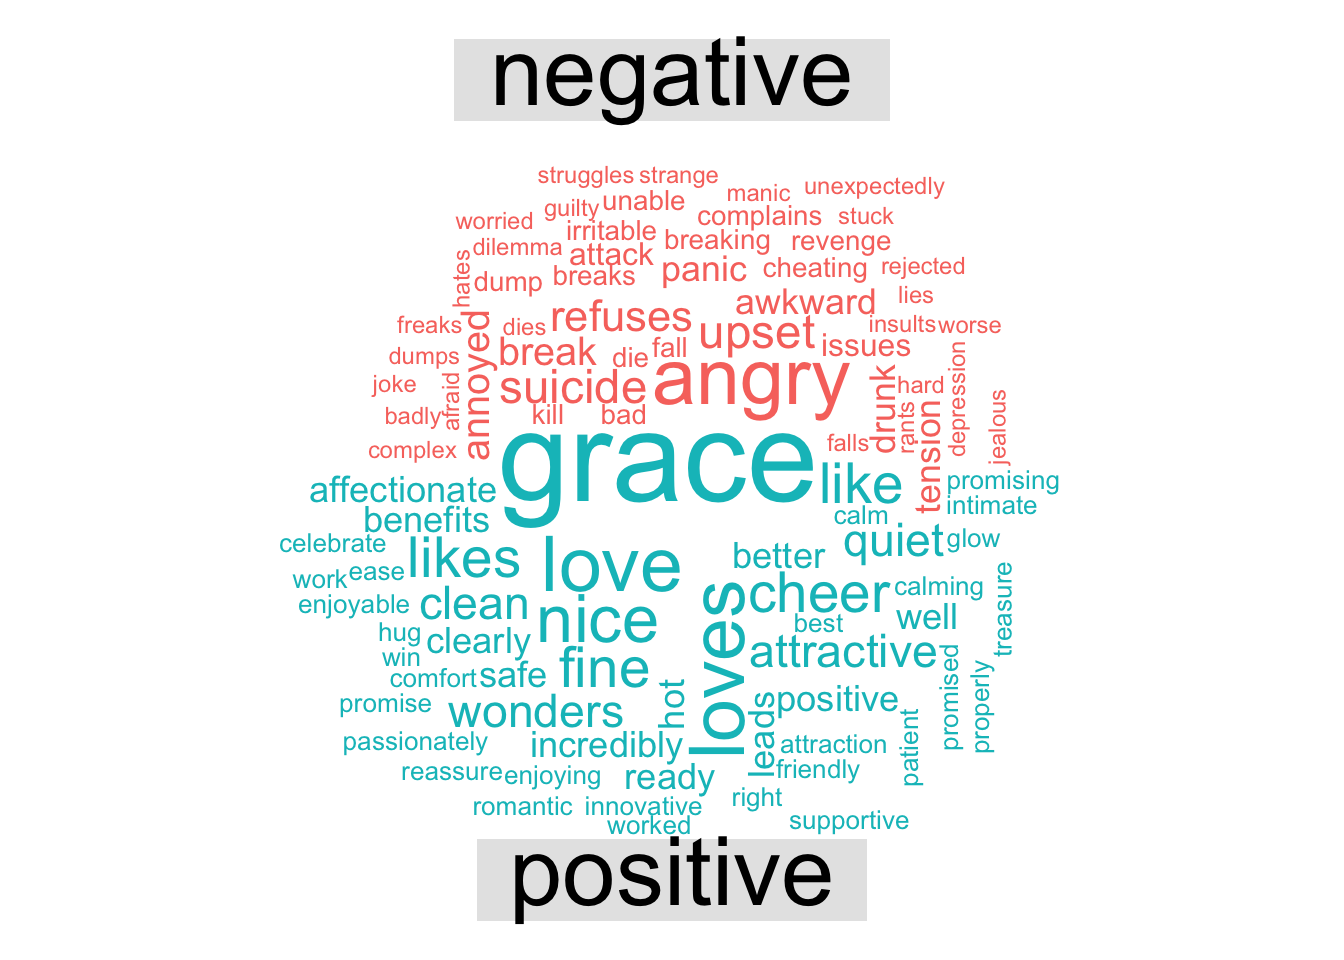 negative
struggles strange
manic unexpectedly
guilty unable
complains stuck
worried
irritable breaking revenge
dilemma attack
hates dump breaks panic cheating rejected
lies
awkward
freaks dies refuses upset insults worse
dumps break die fall issues
joke afraid annoyed suicide angry drunk hard depression
badly kill bad rants jealous
complex falls tension
grace
affectionate like promising
benefits calm intimate
celebrate likes love better quiet glow
work ease
enjoyable clean nice loves cheer calming treasure
hug clearly best well
win fine attractive
comfort safe
promise wonders hot leads positive promised properly
passionately incredibly attraction patient
reassure enjoying ready friendly
romantic innovative right
worked supportive
positive